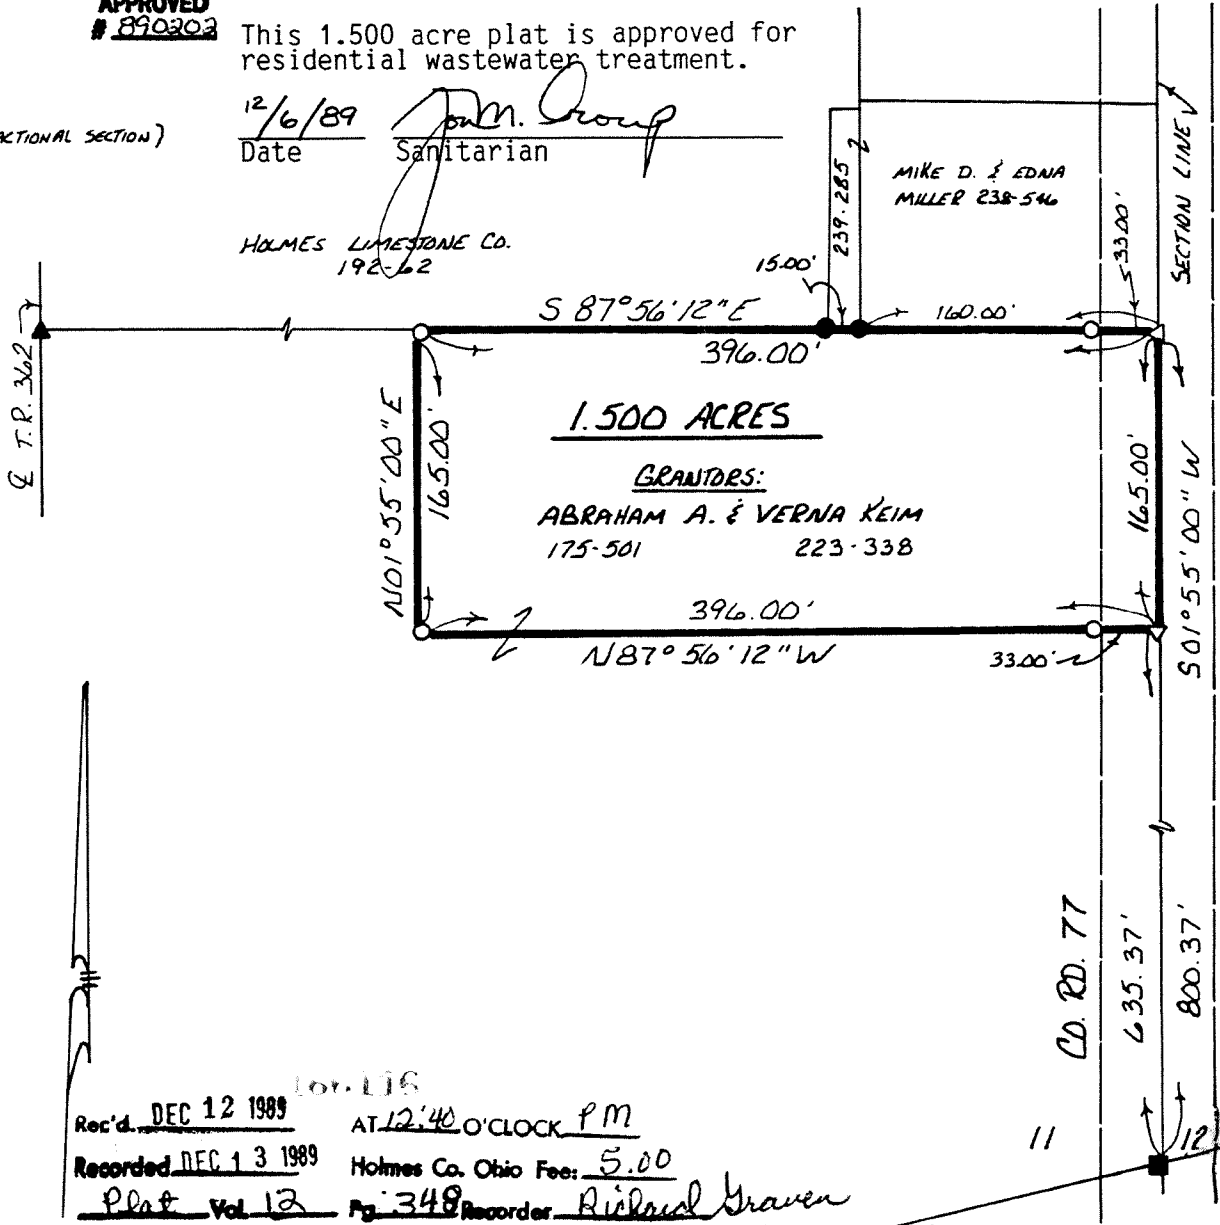 APPROVED
# 890202
This 1.500 acre plat is approved for
residential wastewater treatment.
(FRACTIONAL SECTION)
12/6/89
Date Sanitarian
HOLMES LIMESTONE CO.
192-62
MIKE D. & EDNA
MILLER 238-546
239-285
SECTION LINE
33.00'
15.00'
160.00'
S 87°56'12"E
396.00'
℄ T.R. 362
N01°55'00"E
165.00'
1.500 ACRES
GRANTORS:
ABRAHAM A. & VERNA KEIM
175-501 223-338
165.00'
S01°55'00"W
396.00'
N87°56'12"W
33.00'
CO. RD. 77
635.37'
800.37'
11
12
Rec'd. DEC 12 1989 AT 12:40 O'CLOCK PM
Recorded DEC 13 1989 Holmes Co. Ohio Fee: 5.00
Plat Vol. 12 Pg. 348 Recorder Richard Graven